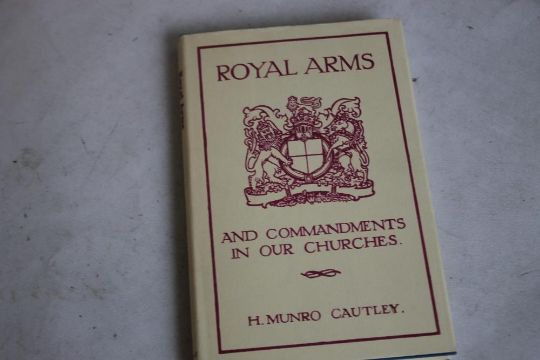 ROYAL ARMS
AND COMMANDMENTS
IN OUR CHURCHES.
H. MUNRO CAUTLEY.